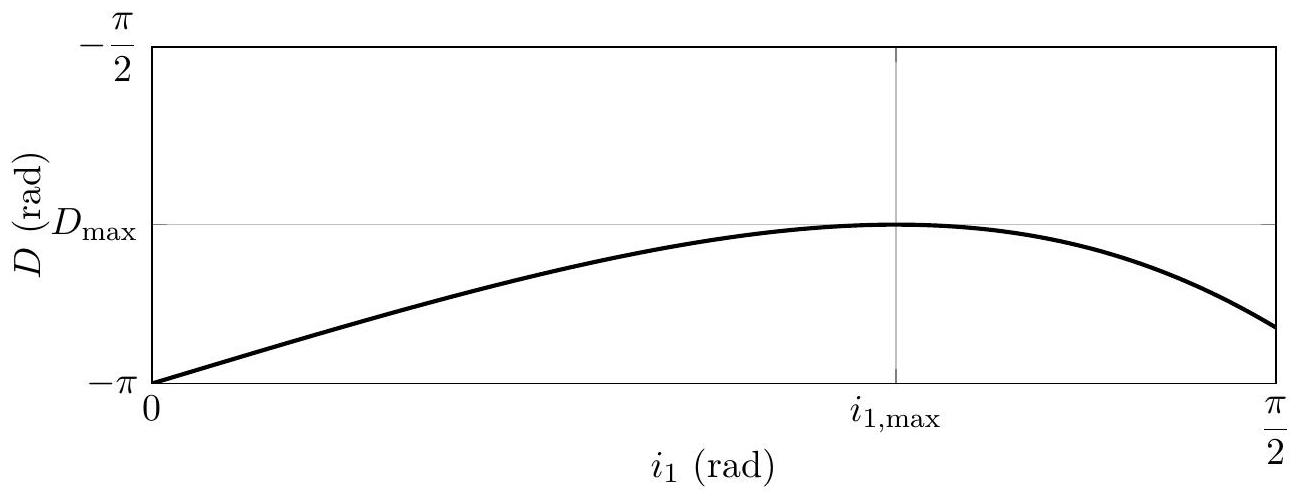 −π/2
D (rad)
D_max
−π
0
i_1,max
π/2
i_1 (rad)